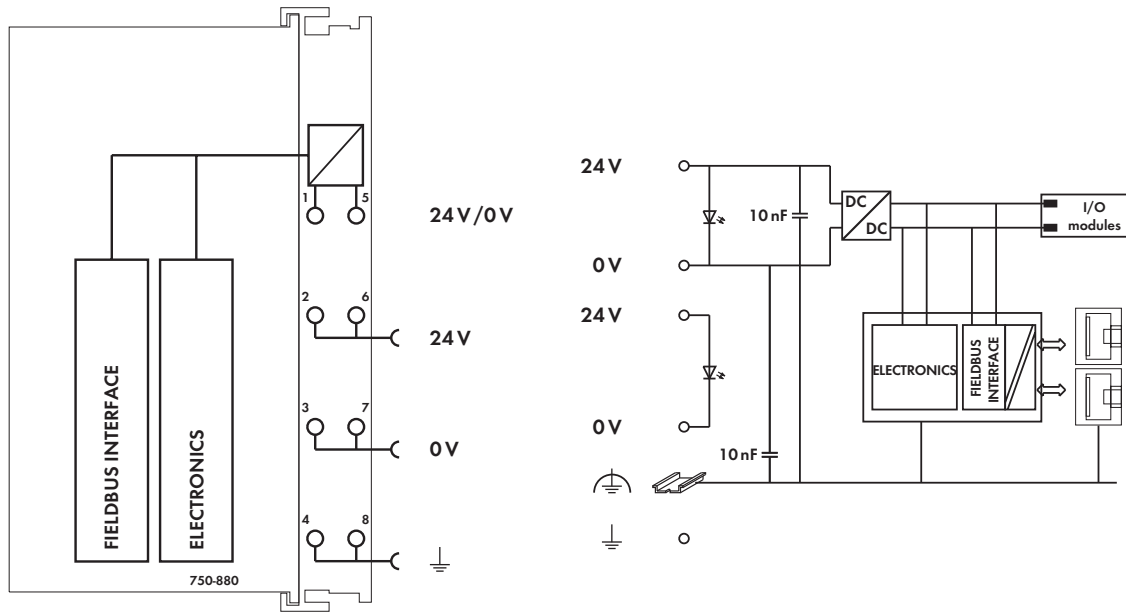 1 5
24 V/0 V
2 6
24 V
3 7
0 V
4 8
FIELDBUS INTERFACE
ELECTRONICS
750-880
24 V
10 nF
DC
DC
I/O
modules
0 V
24 V
ELECTRONICS
FIELDBUS
INTERFACE
0 V
10 nF